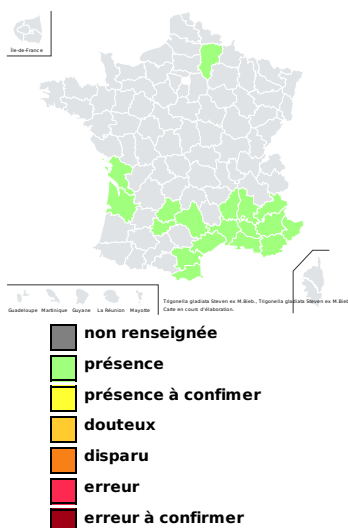 Île-de-France
Guadeloupe Martinique Guyane La Réunion Mayotte
Trigonella gladiata Steven ex M.Bieb., Trigonella gladiata Steven ex M.Biet
Carte en cours d'élaboration.
non renseignée
présence
présence à confimer
douteux
disparu
erreur
erreur à confirmer